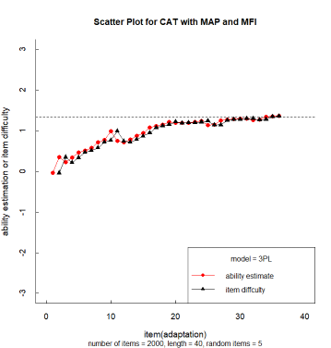 Scatter Plot for CAT with MAP and MFI
ability estimation or item difficulty
3
2
1
0
-1
-2
-3
model = 3PL
ability estimate
item diffculty
0
10
20
30
40
item(adaptation)
number of items = 2000, length = 40, random items = 5